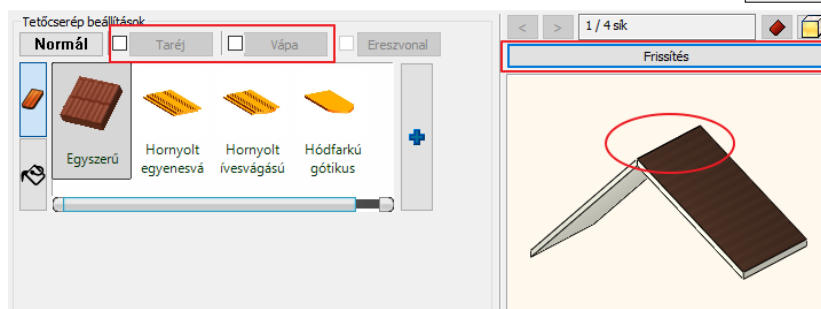 Tetőcserép beállítások
Normál
Taréj
Vápa
Ereszvonal
Egyszerű
Hornyolt
egyenesvá
Hornyolt
ívesvágású
Hódfarkú
gótikus
< > 1 / 4 sík
Frissítés